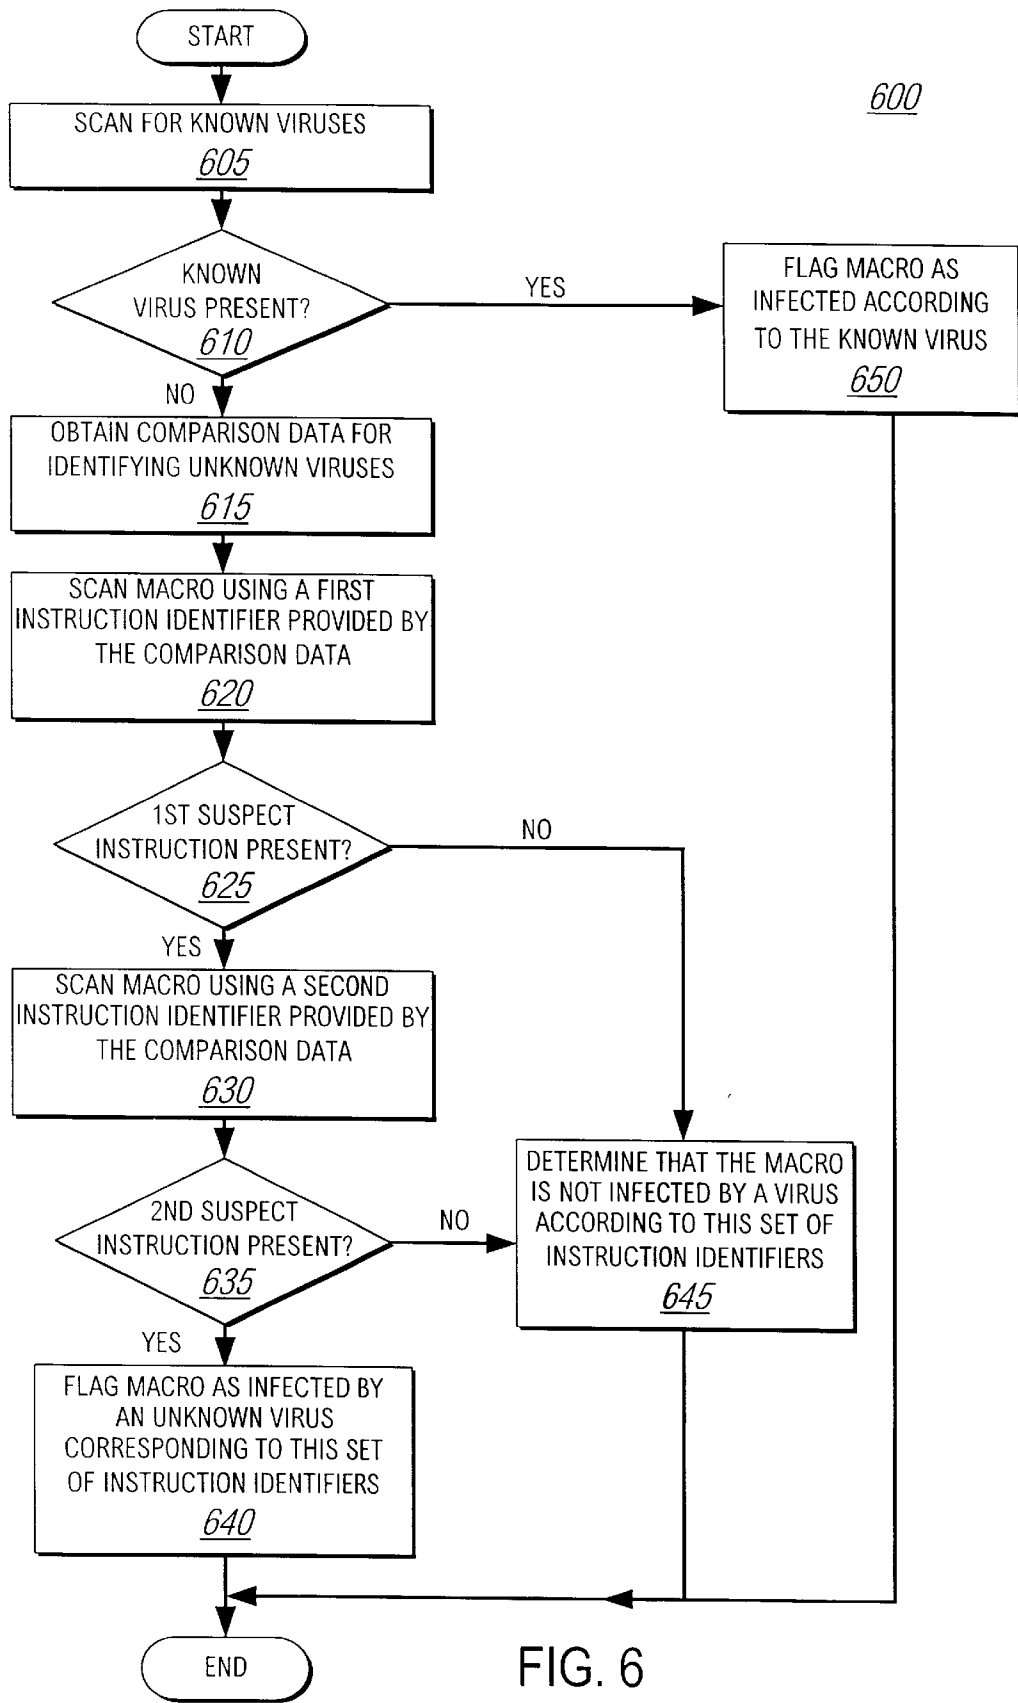 START
600
SCAN FOR KNOWN VIRUSES
605
KNOWN
VIRUS PRESENT?
610
YES
FLAG MACRO AS
INFECTED ACCORDING
TO THE KNOWN VIRUS
650
NO
OBTAIN COMPARISON DATA FOR
IDENTIFYING UNKNOWN VIRUSES
615
SCAN MACRO USING A FIRST
INSTRUCTION IDENTIFIER PROVIDED BY
THE COMPARISON DATA
620
1ST SUSPECT
INSTRUCTION PRESENT?
625
NO
YES
SCAN MACRO USING A SECOND
INSTRUCTION IDENTIFIER PROVIDED BY
THE COMPARISON DATA
630
2ND SUSPECT
INSTRUCTION PRESENT?
635
NO
DETERMINE THAT THE MACRO
IS NOT INFECTED BY A VIRUS
ACCORDING TO THIS SET OF
INSTRUCTION IDENTIFIERS
645
YES
FLAG MACRO AS INFECTED BY
AN UNKNOWN VIRUS
CORRESPONDING TO THIS SET
OF INSTRUCTION IDENTIFIERS
640
END
FIG. 6